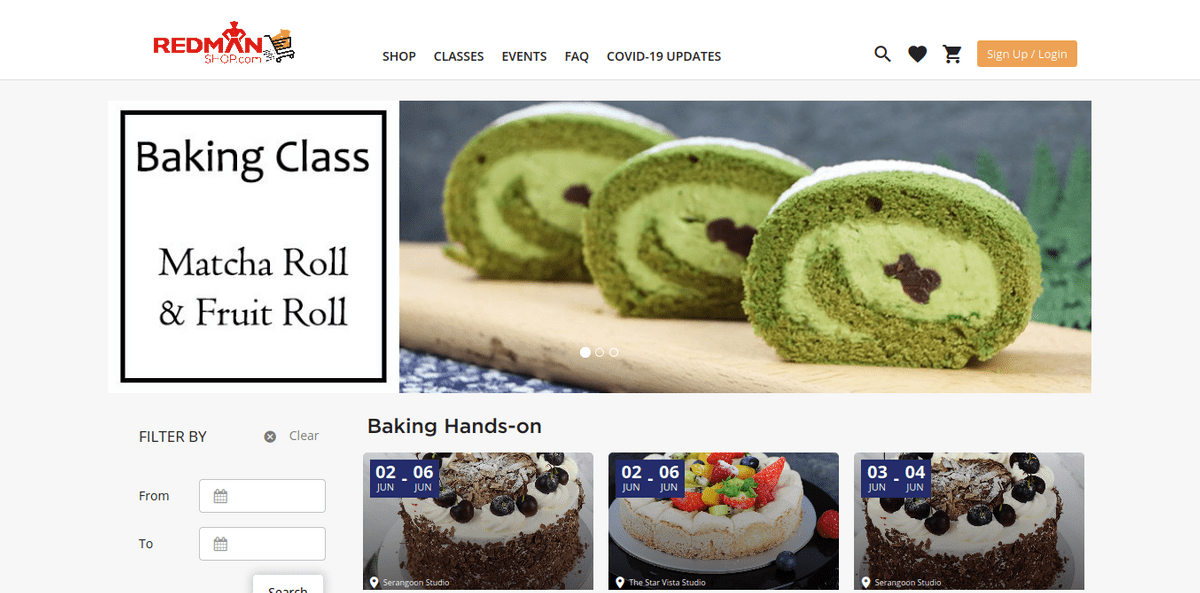 REDMAN
SHOP.com
SHOP CLASSES EVENTS FAQ COVID-19 UPDATES
Sign Up / Login
Baking Class
Matcha Roll
& Fruit Roll
FILTER BY
Clear
From
To
Search
Baking Hands-on
02 - 06
JUN JUN
Serangoon Studio
02 - 06
JUN JUN
The Star Vista Studio
03 - 04
JUN JUN
Serangoon Studio